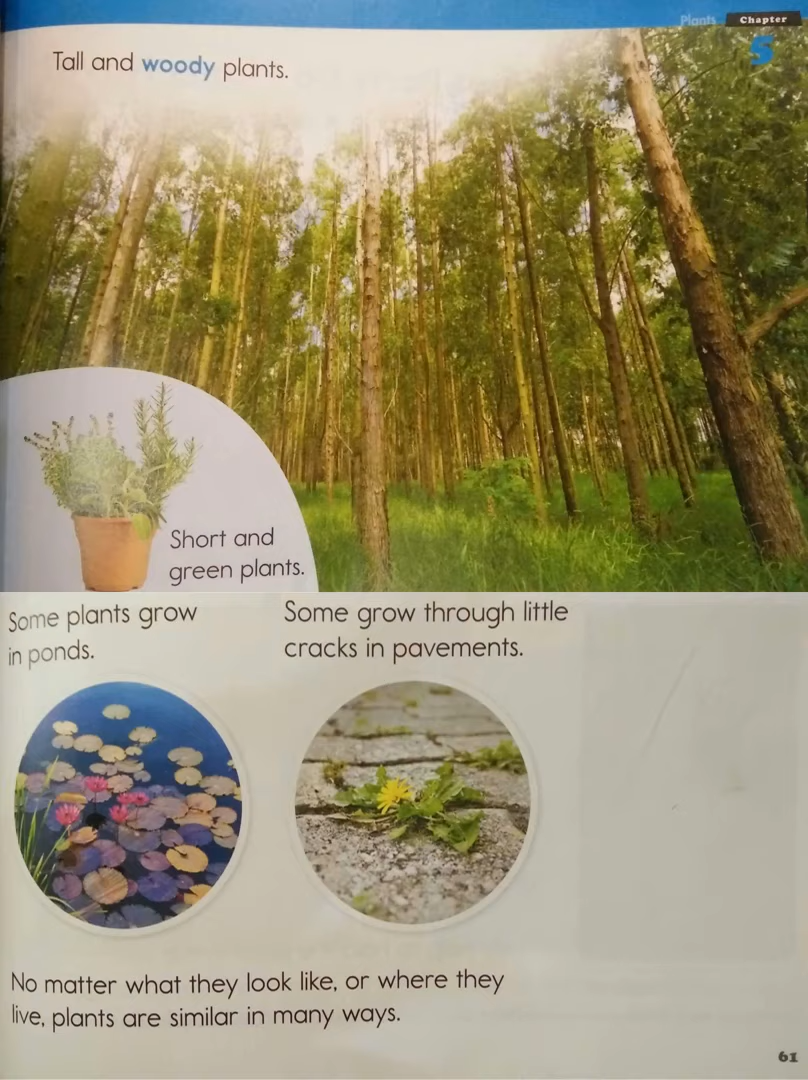 Plants Chapter
5
Tall and woody plants.
Short and
green plants.
Some plants grow
in ponds.
Some grow through little
cracks in pavements.
No matter what they look like, or where they
live, plants are similar in many ways.
61